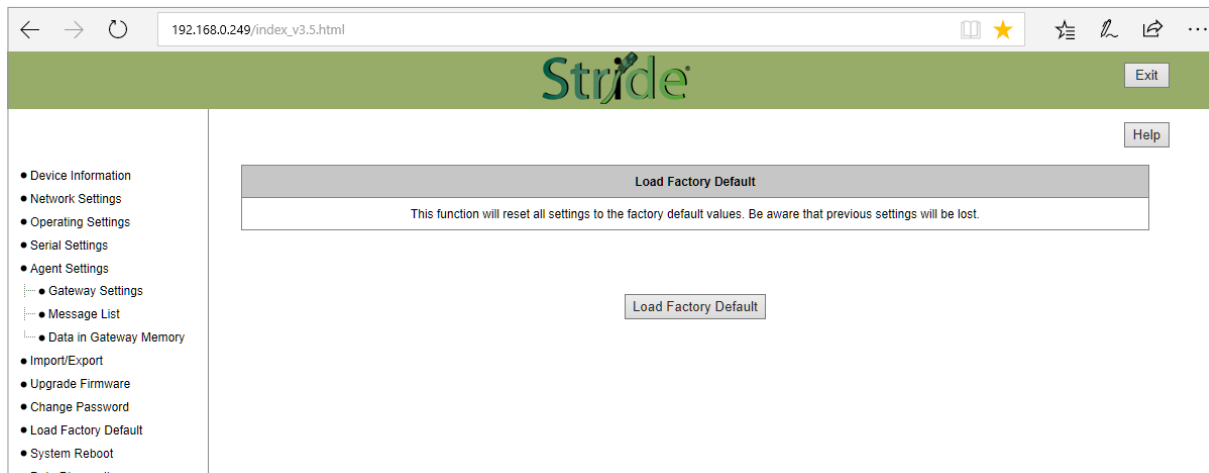 192.168.0.249/index_v3.5.html
Stride
Exit
Help
Device Information
Network Settings
Operating Settings
Serial Settings
Agent Settings
Gateway Settings
Message List
Data in Gateway Memory
Import/Export
Upgrade Firmware
Change Password
Load Factory Default
System Reboot
Load Factory Default
This function will reset all settings to the factory default values. Be aware that previous settings will be lost.
Load Factory Default